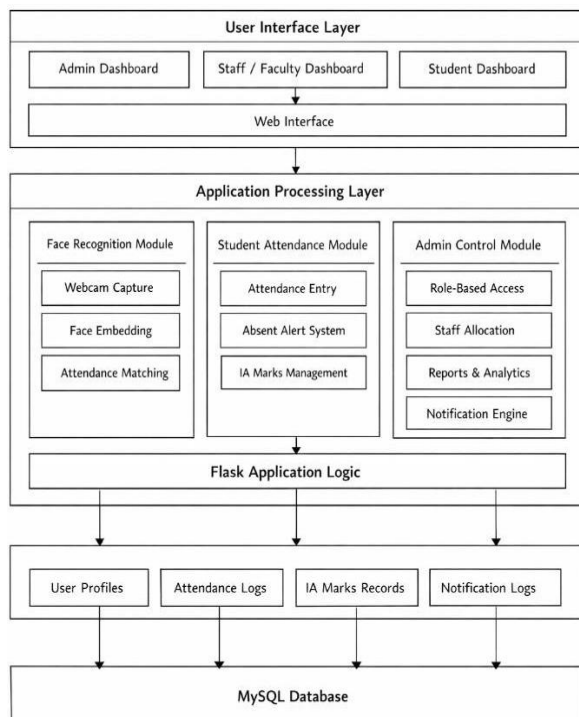 User Interface Layer
Admin Dashboard
Staff / Faculty Dashboard
Student Dashboard
Web Interface
Application Processing Layer
Face Recognition Module
Webcam Capture
Face Embedding
Attendance Matching
Student Attendance Module
Attendance Entry
Absent Alert System
IA Marks Management
Admin Control Module
Role-Based Access
Staff Allocation
Reports & Analytics
Notification Engine
Flask Application Logic
User Profiles
Attendance Logs
IA Marks Records
Notification Logs
MySQL Database